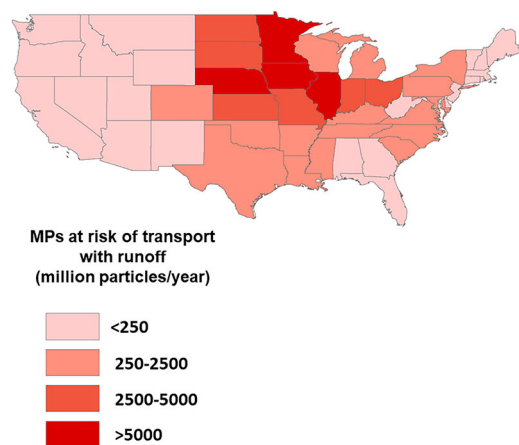 MPs at risk of transport
with runoff
(million particles/year)
<250
250-2500
2500-5000
>5000